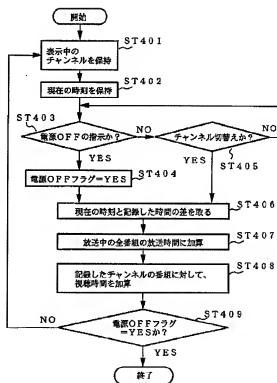 開始
ST401
表示中の
チャンネルを保持
ST402
現在の時刻を保持
ST403
電源OFFの指示か?
NO
チャンネル切替えか?
NO
YES
ST404
YES
ST405
電源OFFフラグ=YES
ST406
現在の時刻と記録した時間の差を取る
ST407
放送中の全番組の放送時間に加算
ST408
記録したチャンネルの番組に対して、
視聴時間を加算
ST409
NO
電源OFFフラグ
=YESか?
YES
終了